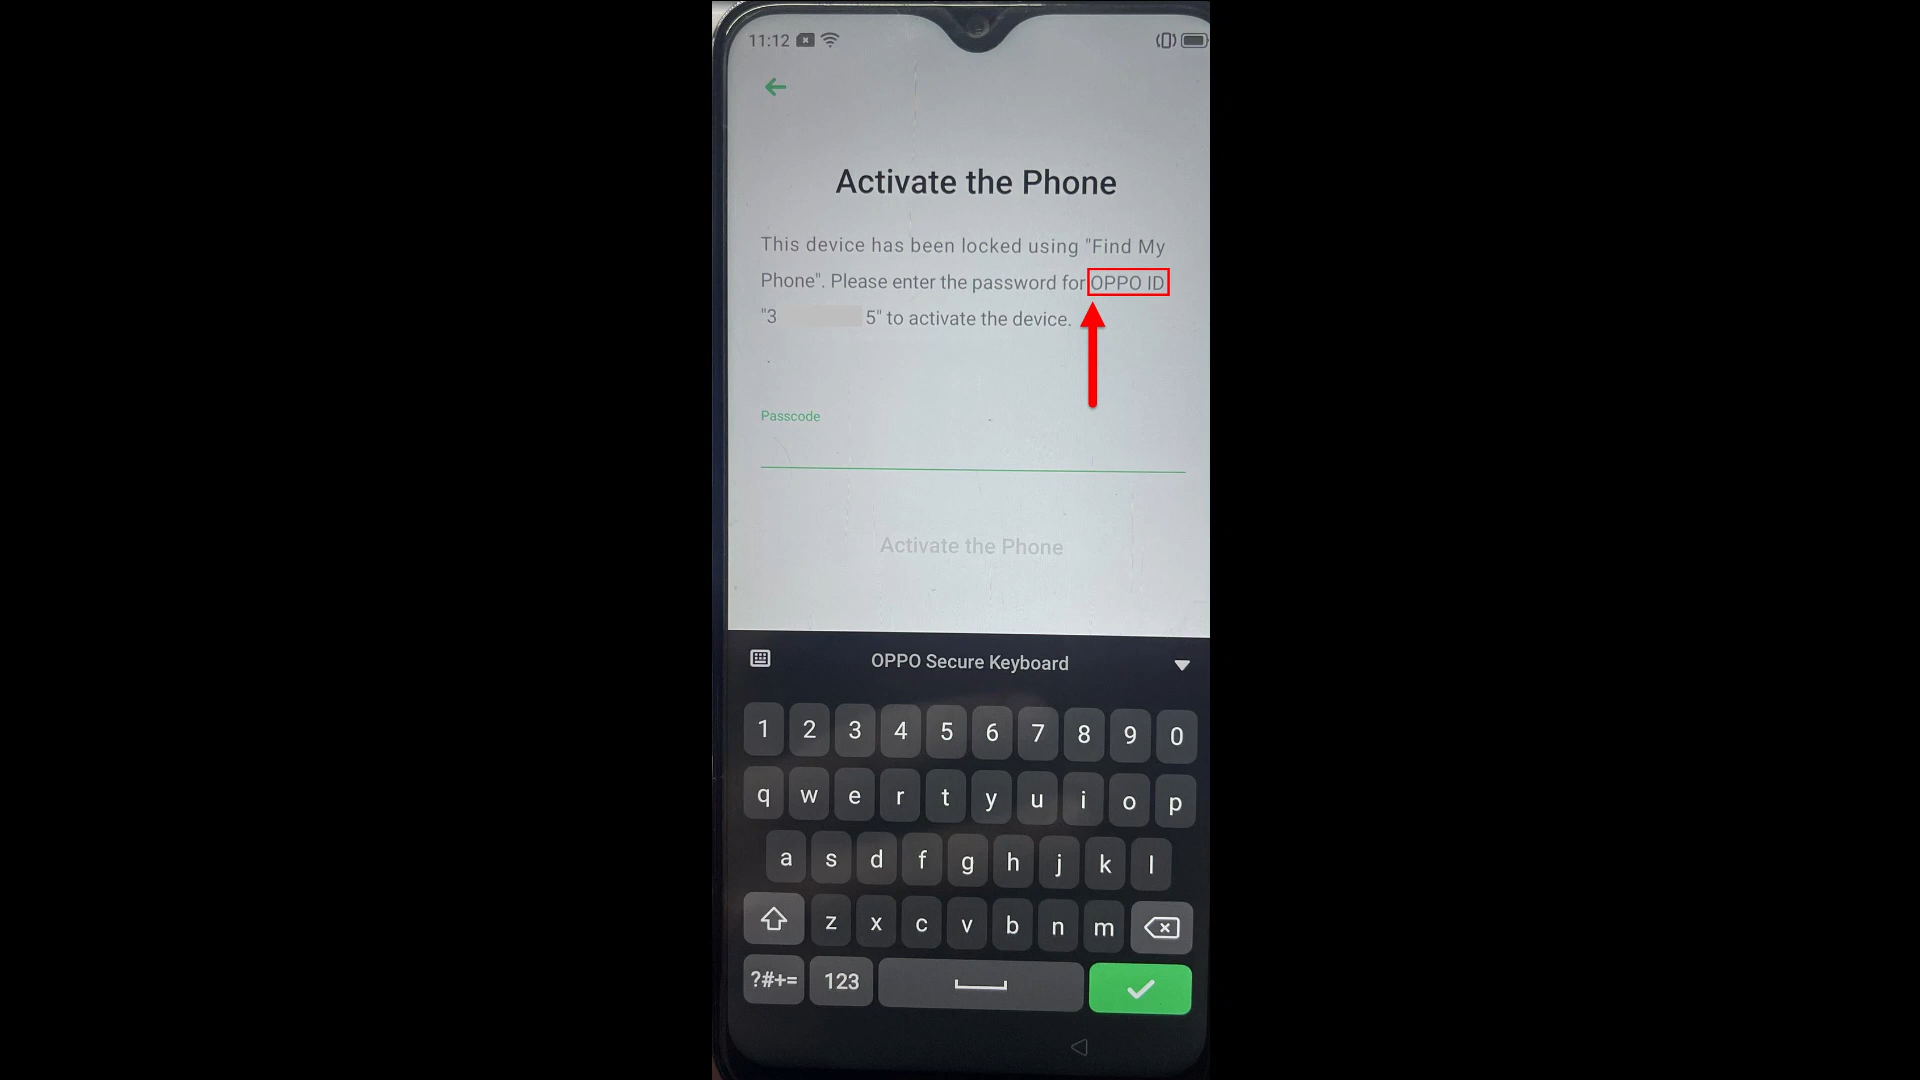 11:12
Activate the Phone
This device has been locked using "Find My
Phone". Please enter the password for OPPO ID
"3 5" to activate the device.
Passcode
Activate the Phone
OPPO Secure Keyboard
1 2 3 4 5 6 7 8 9 0
q w e r t y u i o p
a s d f g h j k l
z x c v b n m
?#+= 123